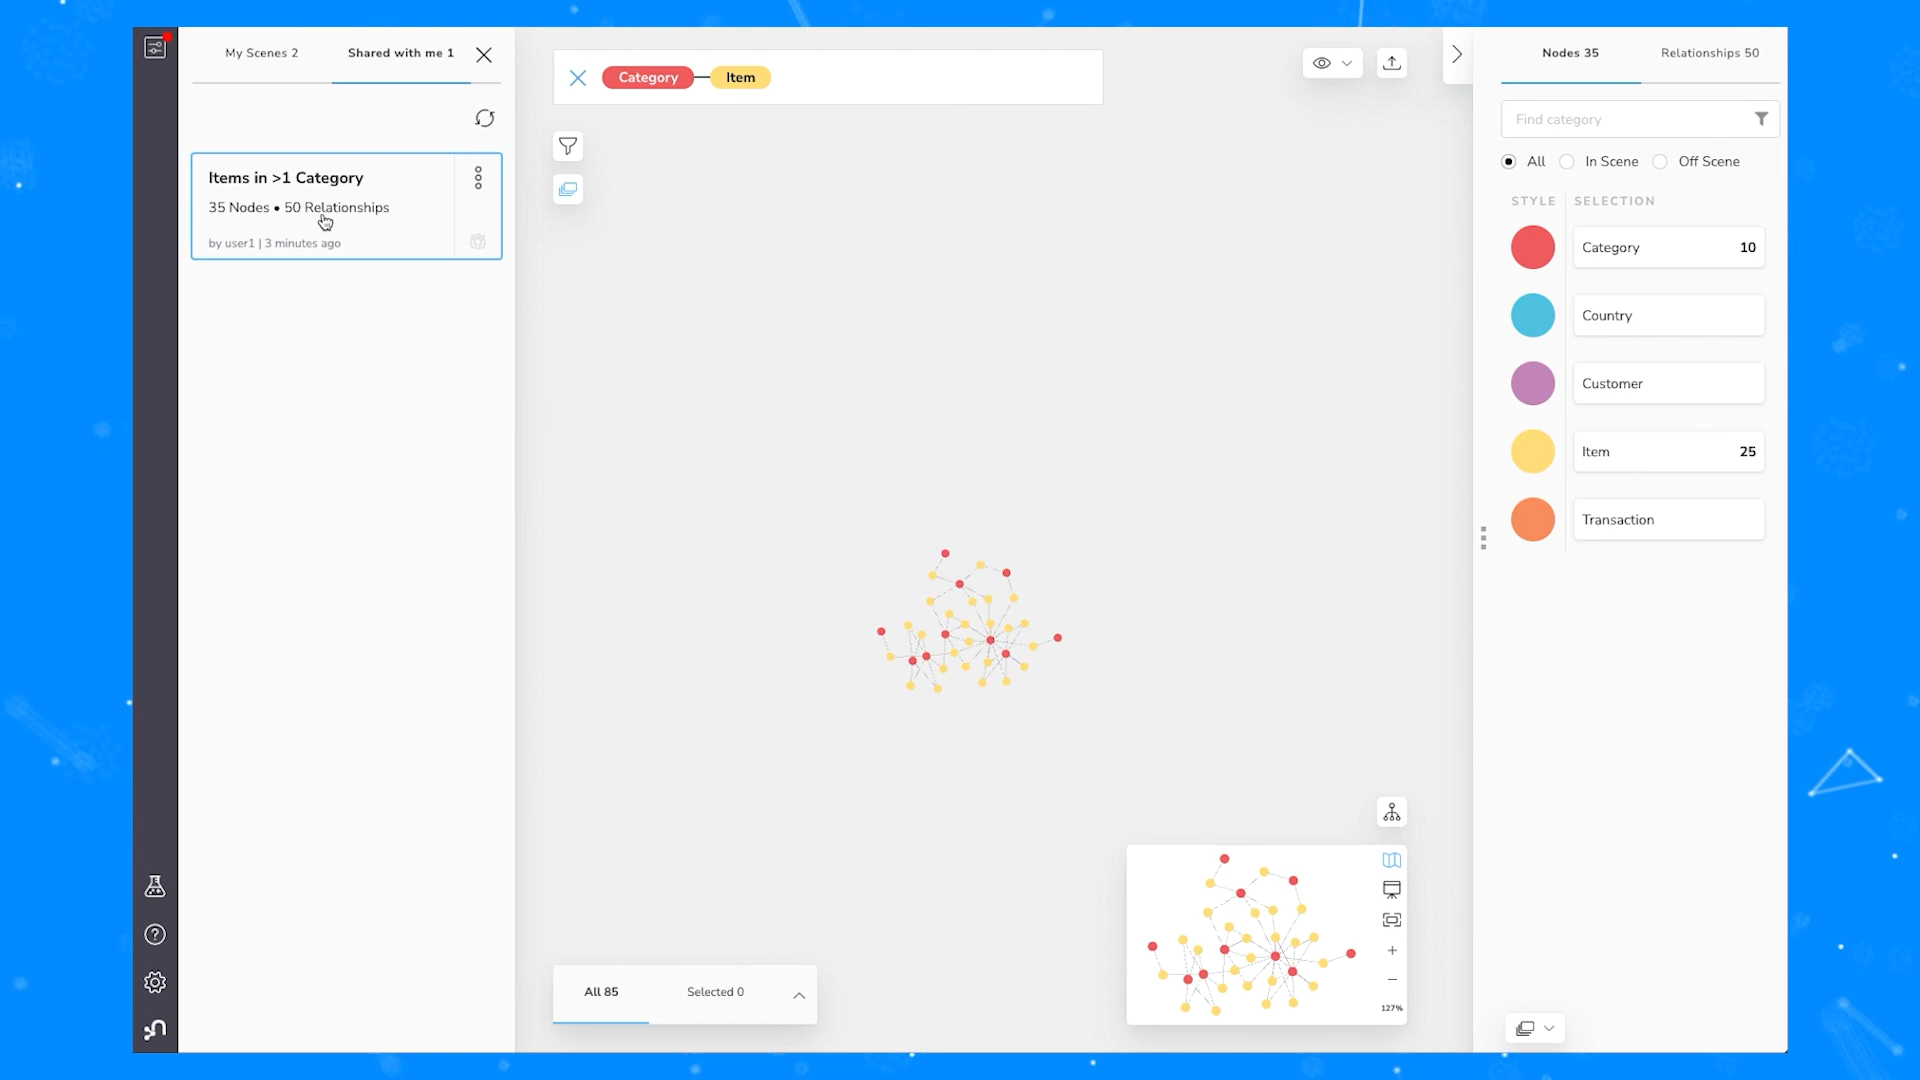 My Scenes 2
Shared with me 1
Items in >1 Category
35 Nodes • 50 Relationships
by user1 | 3 minutes ago
Category
Item
All 85
Selected 0
127%
Nodes 35
Relationships 50
Find category
All
In Scene
Off Scene
STYLE
SELECTION
Category 10
Country
Customer
Item 25
Transaction